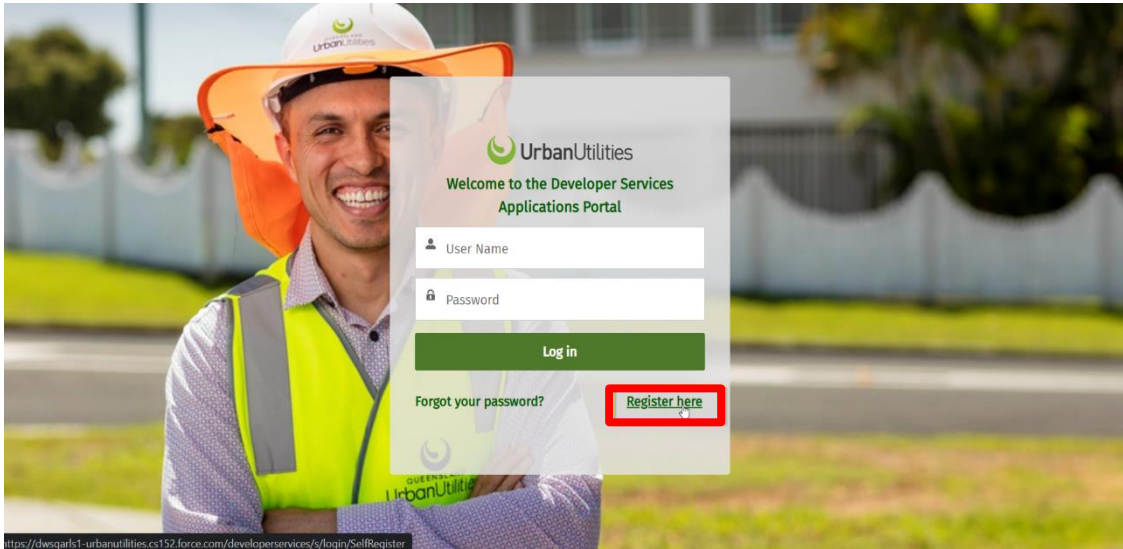 QUEENSLAND
UrbanUtilities
UrbanUtilities
Welcome to the Developer Services
Applications Portal
User Name
Password
Log in
Forgot your password?
Register here
QUEENSLAND
UrbanUtilities
https://dwsqarls1-urbanutilities.cs152.force.com/developerservices/s/login/SelfRegister